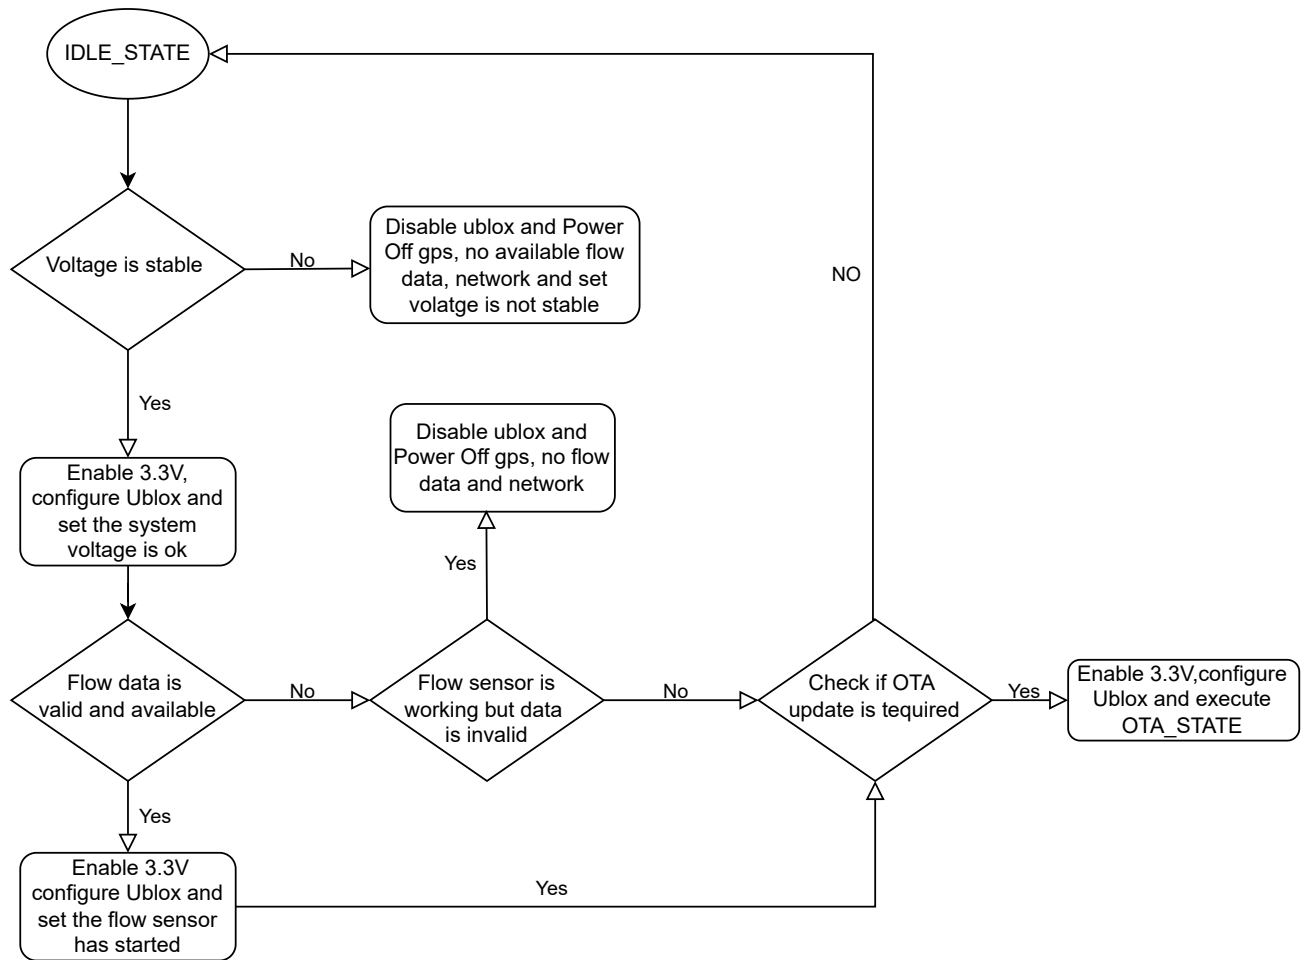 IDLE_STATE
Voltage is stable
No
Disable ublox and Power
Off gps, no available flow
data, network and set
volatge is not stable
NO
Yes
Enable 3.3V,
configure Ublox and
set the system
voltage is ok
Disable ublox and
Power Off gps, no flow
data and network
Yes
Flow data is
valid and available
No
Flow sensor is
working but data
is invalid
No
Check if OTA
update is tequired
Yes
Enable 3.3V,configure
Ublox and execute
OTA_STATE
Yes
Enable 3.3V
configure Ublox and
set the flow sensor
has started
Yes